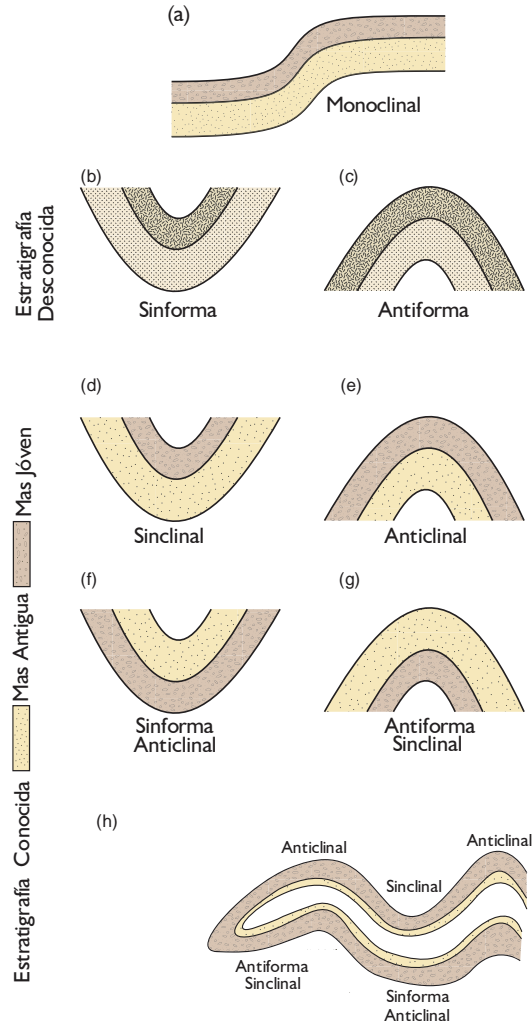 (a)
Monoclinal
Estratigrafía
Desconocida
(b)
Sinforma
(c)
Antiforma
Estratigrafía Conocida
Mas Antigua
Mas Jóven
(d)
Sinclinal
(e)
Anticlinal
(f)
Sinforma
Anticlinal
(g)
Antiforma
Sinclinal
(h)
Anticlinal
Sinclinal
Anticlinal
Antiforma
Sinclinal
Sinforma
Anticlinal